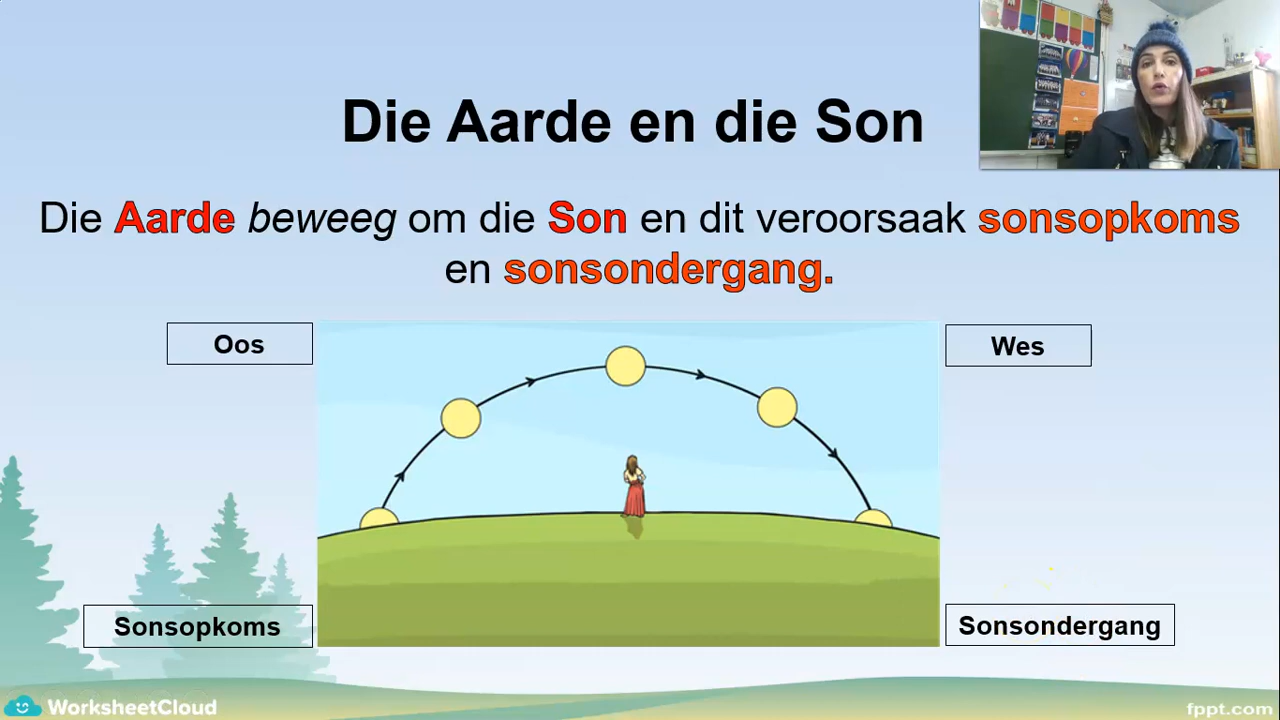 Die Aarde en die Son
Die Aarde beweeg om die Son en dit veroorsaak sonsopkoms
en sonsondergang.
Oos
Wes
Sonsopkoms
Sonsondergang
WorksheetCloud
fppt.com